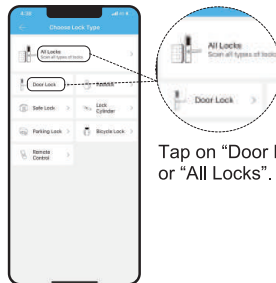 4:30
Choose Lock Type
All Locks
Scan all types of locks
Door Lock
Padlock
Safe Lock
Lock Cylinder
Parking Lock
Bicycle Lock
Remote Control
All Locks
Scan all types of locks
Door Lock
Tap on “Door
or “All Locks”.